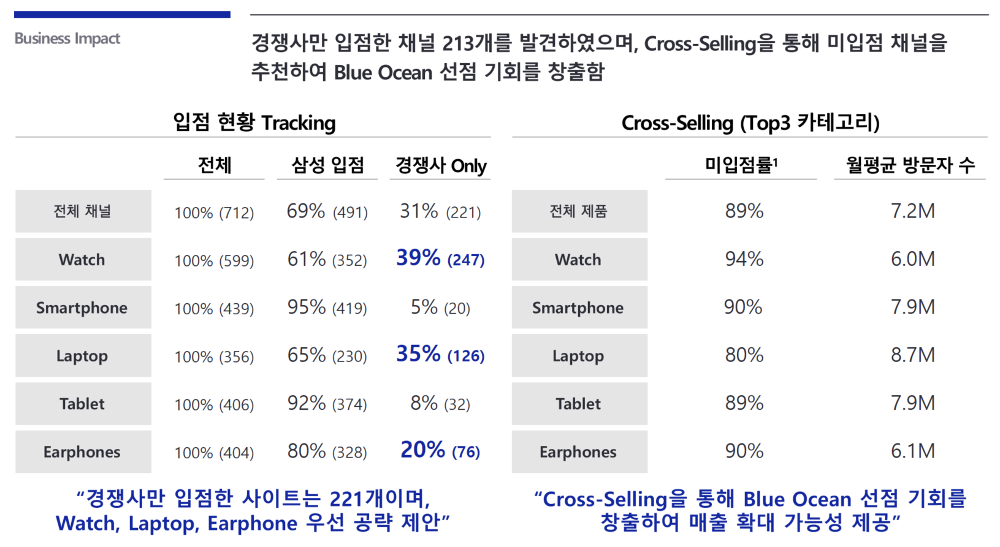 Business Impact
경쟁사만 입점한 채널 213개를 발견하였으며, Cross-Selling을 통해 미입점 채널을
추천하여 Blue Ocean 선점 기회를 창출함
입점 현황 Tracking
전체 삼성 입점 경쟁사 Only
전체 채널 100% (712) 69% (491) 31% (221)
Watch 100% (599) 61% (352) 39% (247)
Smartphone 100% (439) 95% (419) 5% (20)
Laptop 100% (356) 65% (230) 35% (126)
Tablet 100% (406) 92% (374) 8% (32)
Earphones 100% (404) 80% (328) 20% (76)
“경쟁사만 입점한 사이트는 221개이며,
Watch, Laptop, Earphone 우선 공략 제안”
Cross-Selling (Top3 카테고리)
미입점률¹ 월평균 방문자 수
전체 제품 89% 7.2M
Watch 94% 6.0M
Smartphone 90% 7.9M
Laptop 80% 8.7M
Tablet 89% 7.9M
Earphones 90% 6.1M
“Cross-Selling을 통해 Blue Ocean 선점 기회를
창출하여 매출 확대 가능성 제공”